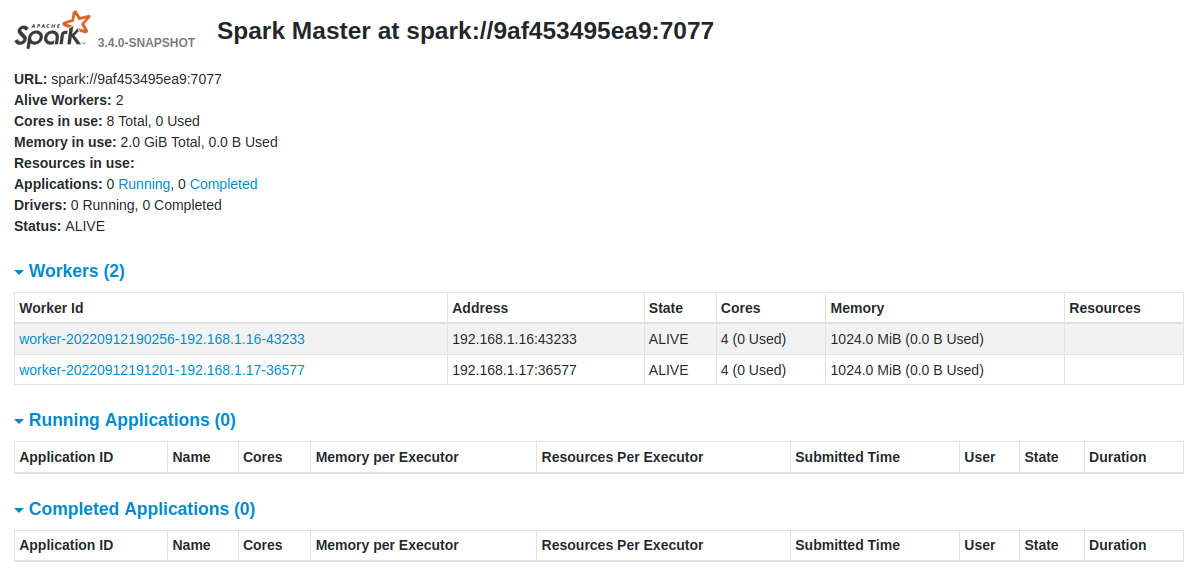 APACHE
Spark 3.4.0-SNAPSHOT Spark Master at spark://9af453495ea9:7077
URL: spark://9af453495ea9:7077
Alive Workers: 2
Cores in use: 8 Total, 0 Used
Memory in use: 2.0 GiB Total, 0.0 B Used
Resources in use:
Applications: 0 Running, 0 Completed
Drivers: 0 Running, 0 Completed
Status: ALIVE
Workers (2)
Worker Id Address State Cores Memory Resources
worker-20220912190256-192.168.1.16-43233 192.168.1.16:43233 ALIVE 4 (0 Used) 1024.0 MiB (0.0 B Used)
worker-20220912191201-192.168.1.17-36577 192.168.1.17:36577 ALIVE 4 (0 Used) 1024.0 MiB (0.0 B Used)
Running Applications (0)
Application ID Name Cores Memory per Executor Resources Per Executor Submitted Time User State Duration
Completed Applications (0)
Application ID Name Cores Memory per Executor Resources Per Executor Submitted Time User State Duration